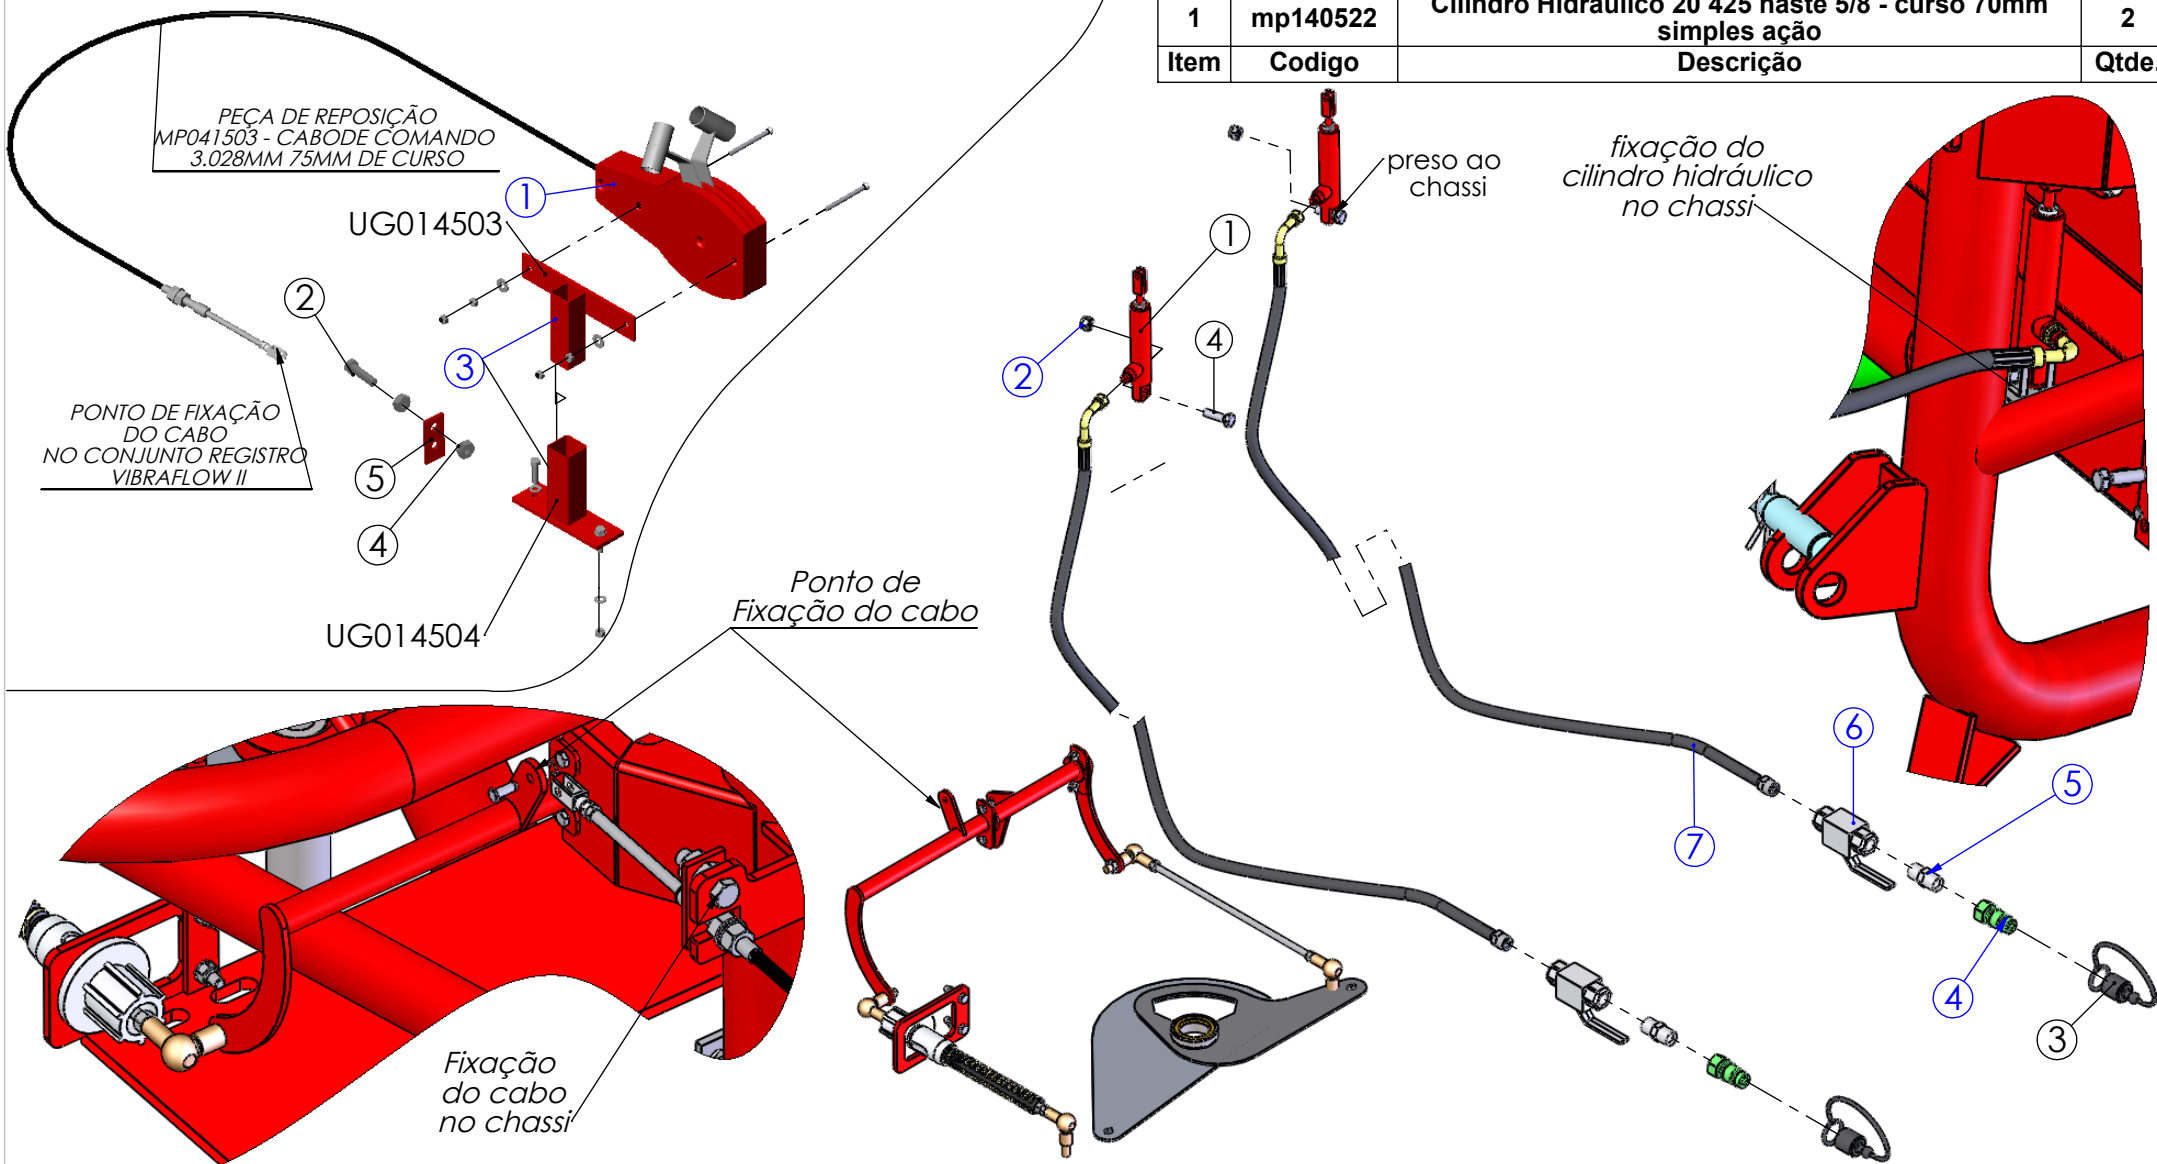 Cilindro Hidraulico 20 425 haste 5/8 - curso 70mm
1 mp140522 simples ação 2
Item Codigo Descrição Qtde.
PEÇA DE REPOSIÇÃO
MP041503 - CABODE COMANDO
3.028MM 75MM DE CURSO
1
UG014503
2
3
PONTO DE FIXAÇÃO
DO CABO
NO CONJUNTO REGISTRO
VIBRAFLOW II
5
4
UG014504
preso ao
chassi
1
2
4
fixação do
cilindro hidráulico
no chassi
Ponto de
Fixação do cabo
6
5
7
4
3
Fixação
do cabo
no chassi